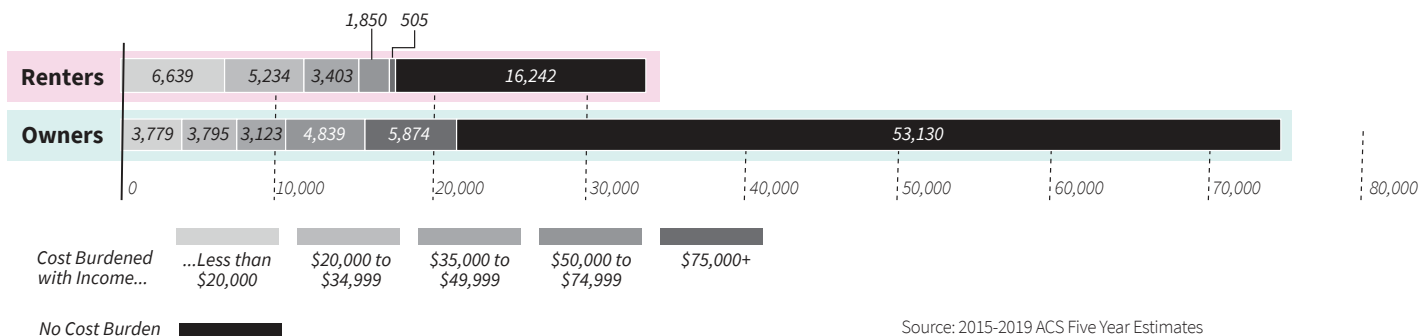 1,850 505
Renters 6,639 5,234 3,403 16,242
Owners 3,779 3,795 3,123 4,839 5,874 53,130
0 10,000 20,000 30,000 40,000 50,000 60,000 70,000 80,000
Cost Burdened ...Less than $20,000 to $35,000 to $50,000 to $75,000+
with Income... $20,000 $34,999 $49,999 $74,999
No Cost Burden
Source: 2015-2019 ACS Five Year Estimates